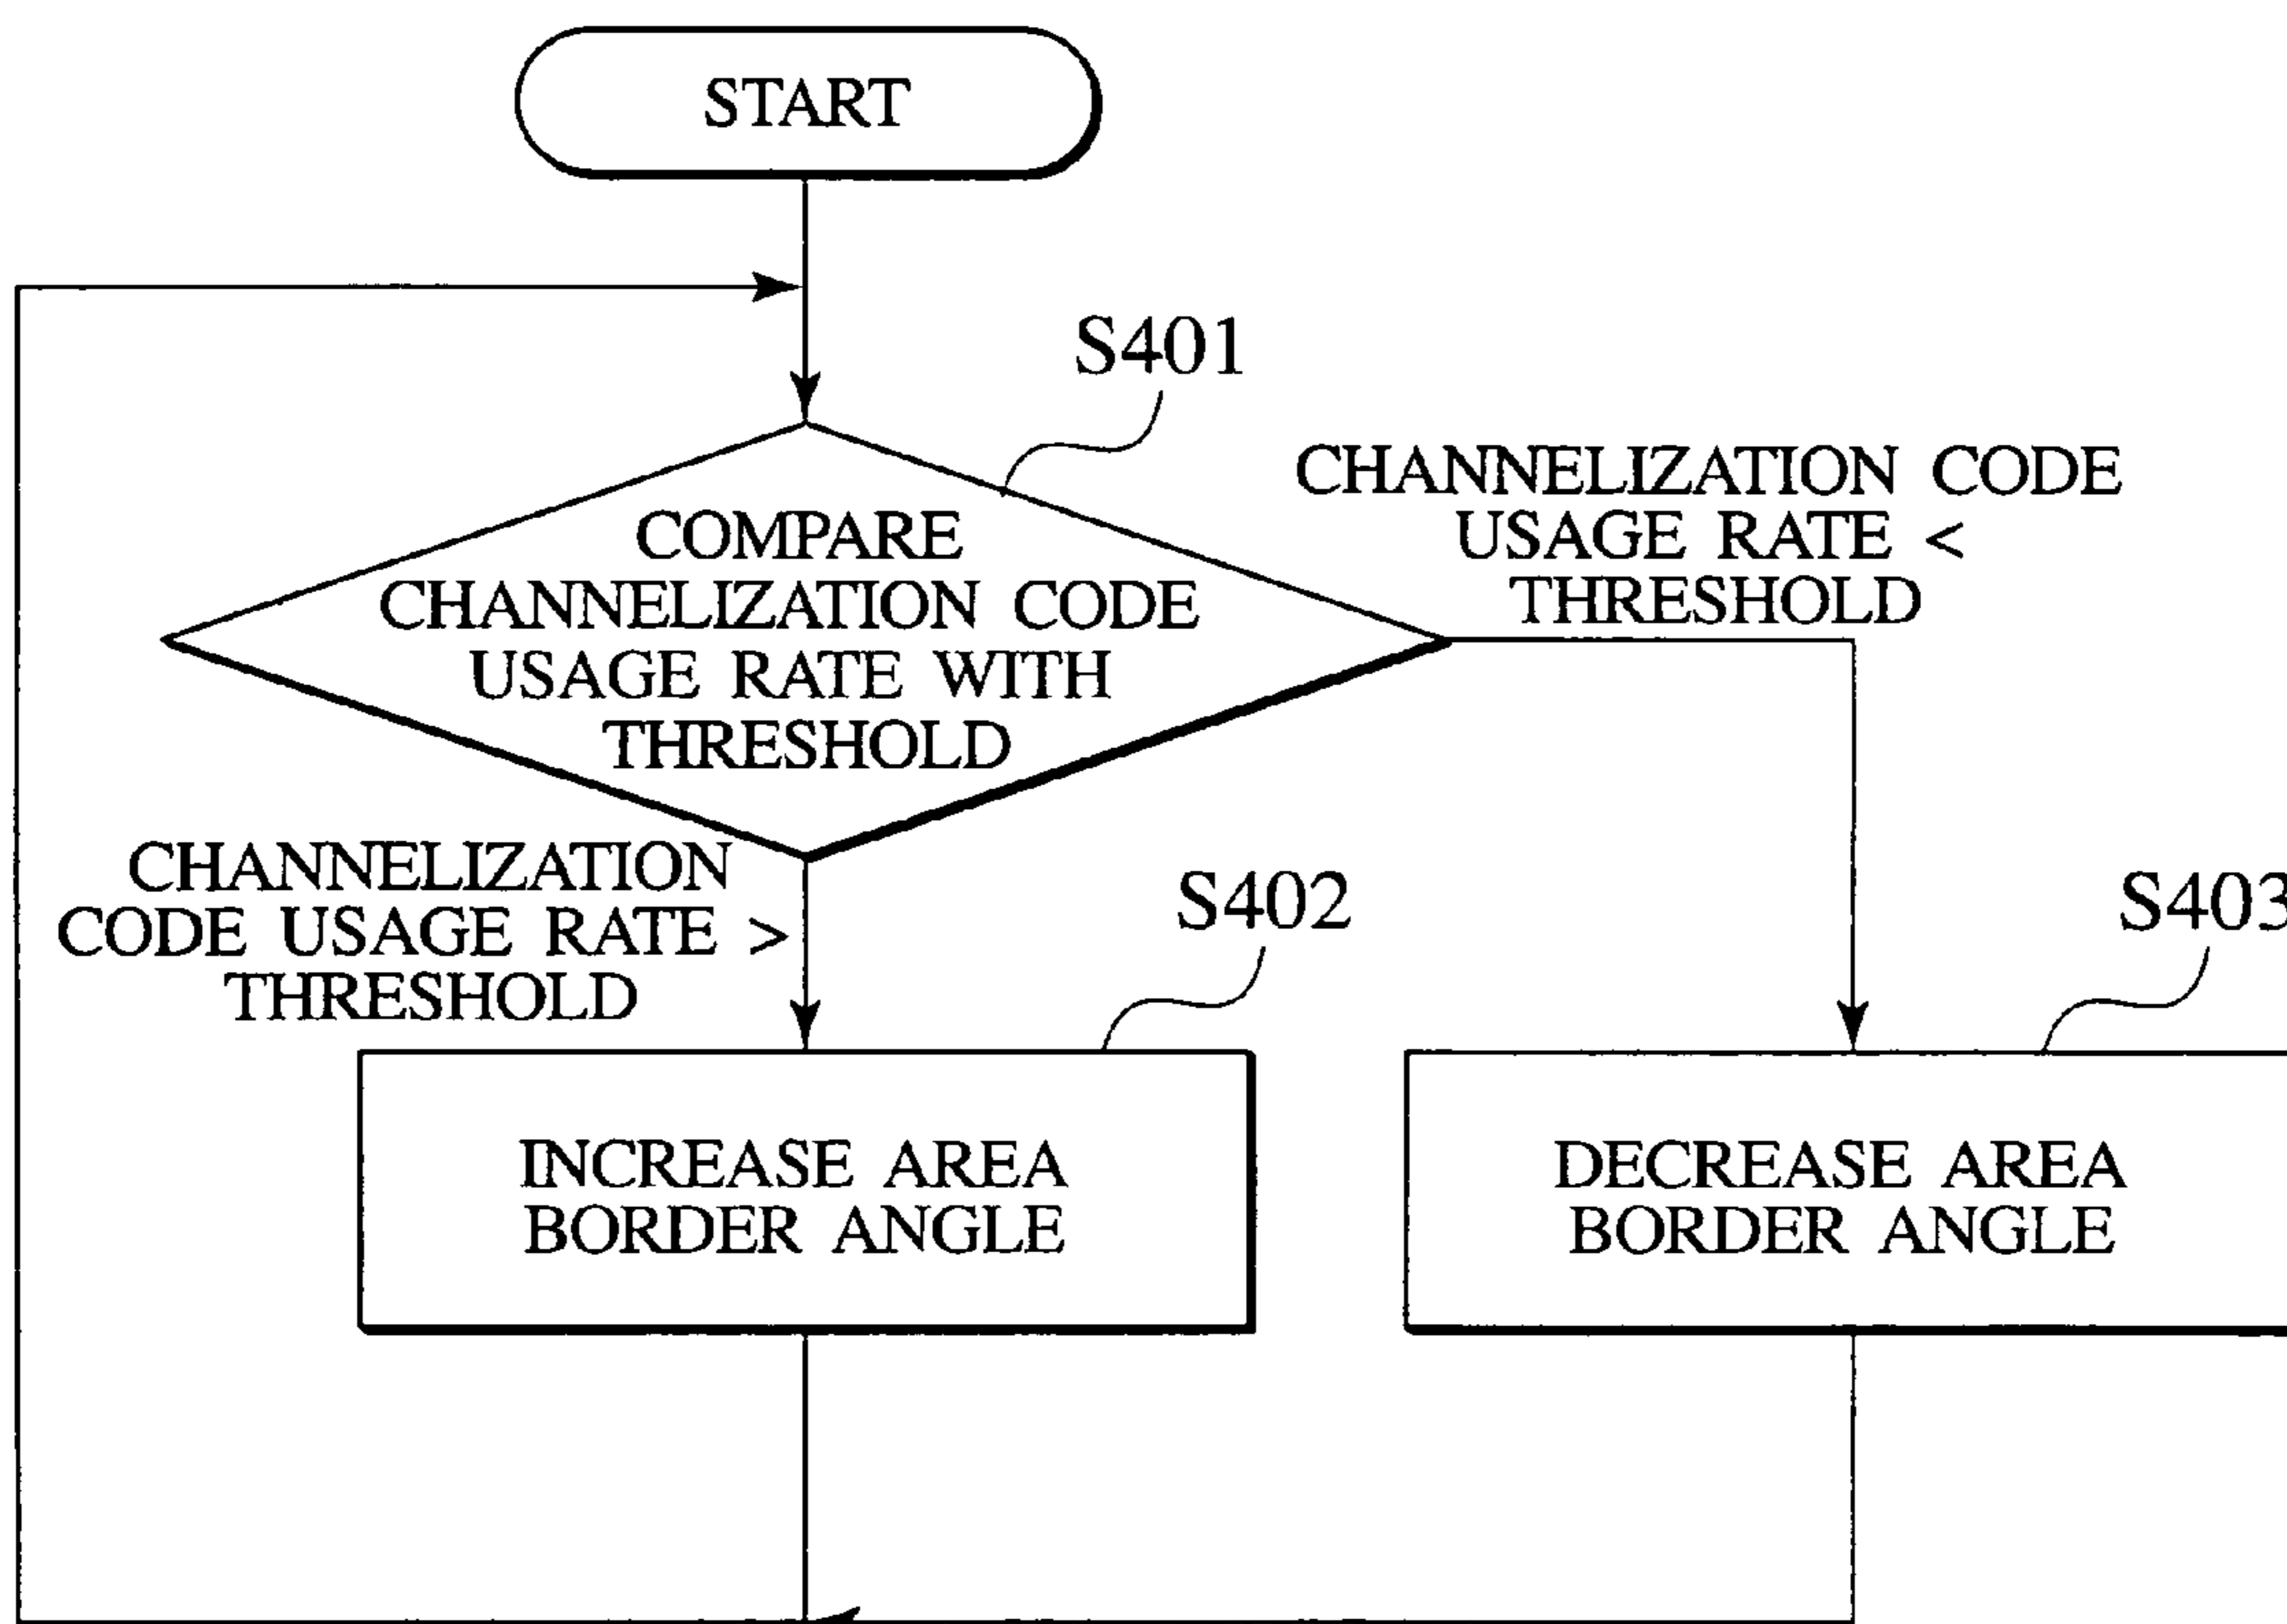 START
S401
COMPARE
CHANNELIZATION CODE
USAGE RATE WITH
THRESHOLD
CHANNELIZATION CODE
USAGE RATE <
THRESHOLD
CHANNELIZATION
CODE USAGE RATE >
THRESHOLD
S402
S403
INCREASE AREA
BORDER ANGLE
DECREASE AREA
BORDER ANGLE